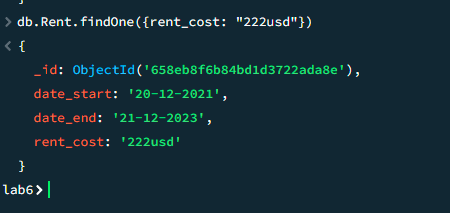 > db.Rent.findOne({rent_cost: "222usd"})
< {
_id: ObjectId('658eb8f6b84bd1d3722ada8e'),
date_start: '20-12-2021',
date_end: '21-12-2023',
rent_cost: '222usd'
}
lab6>